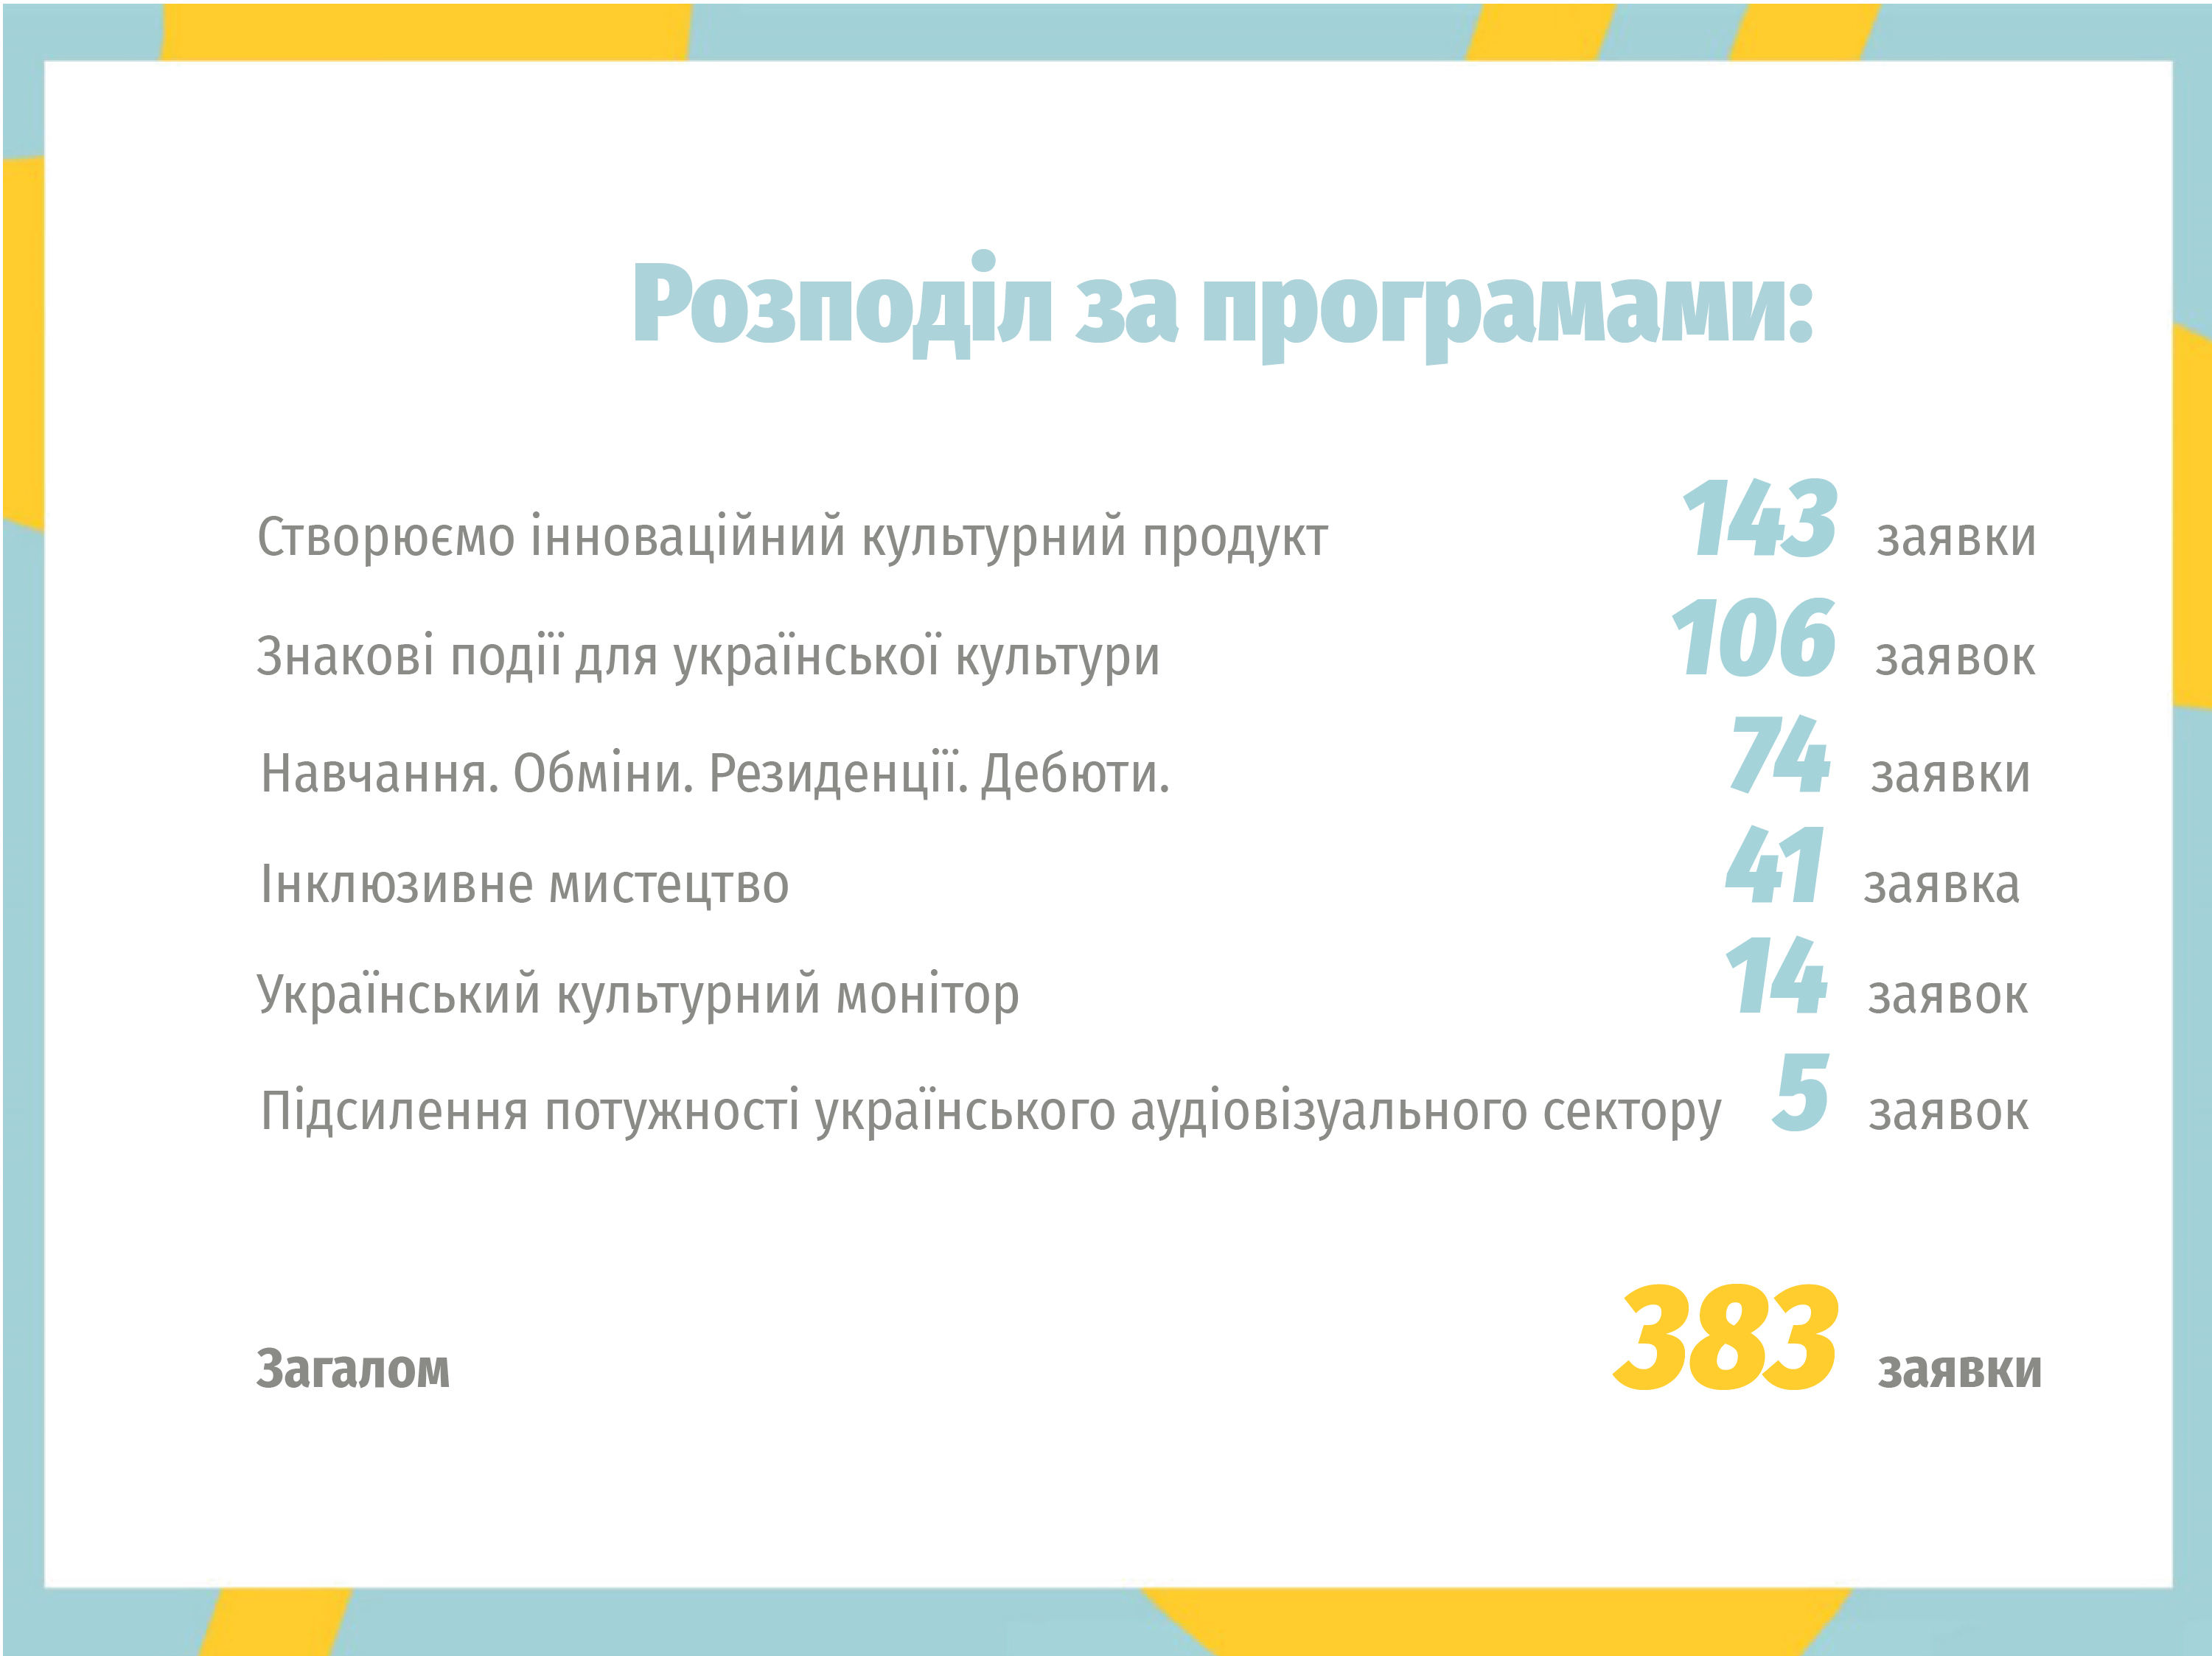 Розподіл за програмами:
Створюємо інноваційний культурний продукт 143 заявки
Знакові події для української культури 106 заявок
Навчання. Обміни. Резиденції. Дебюти. 74 заявки
Інклюзивне мистецтво 41 заявка
Український культурний монітор 14 заявок
Підсилення потужності українського аудіовізуального сектору 5 заявок
Загалом 383 заявки